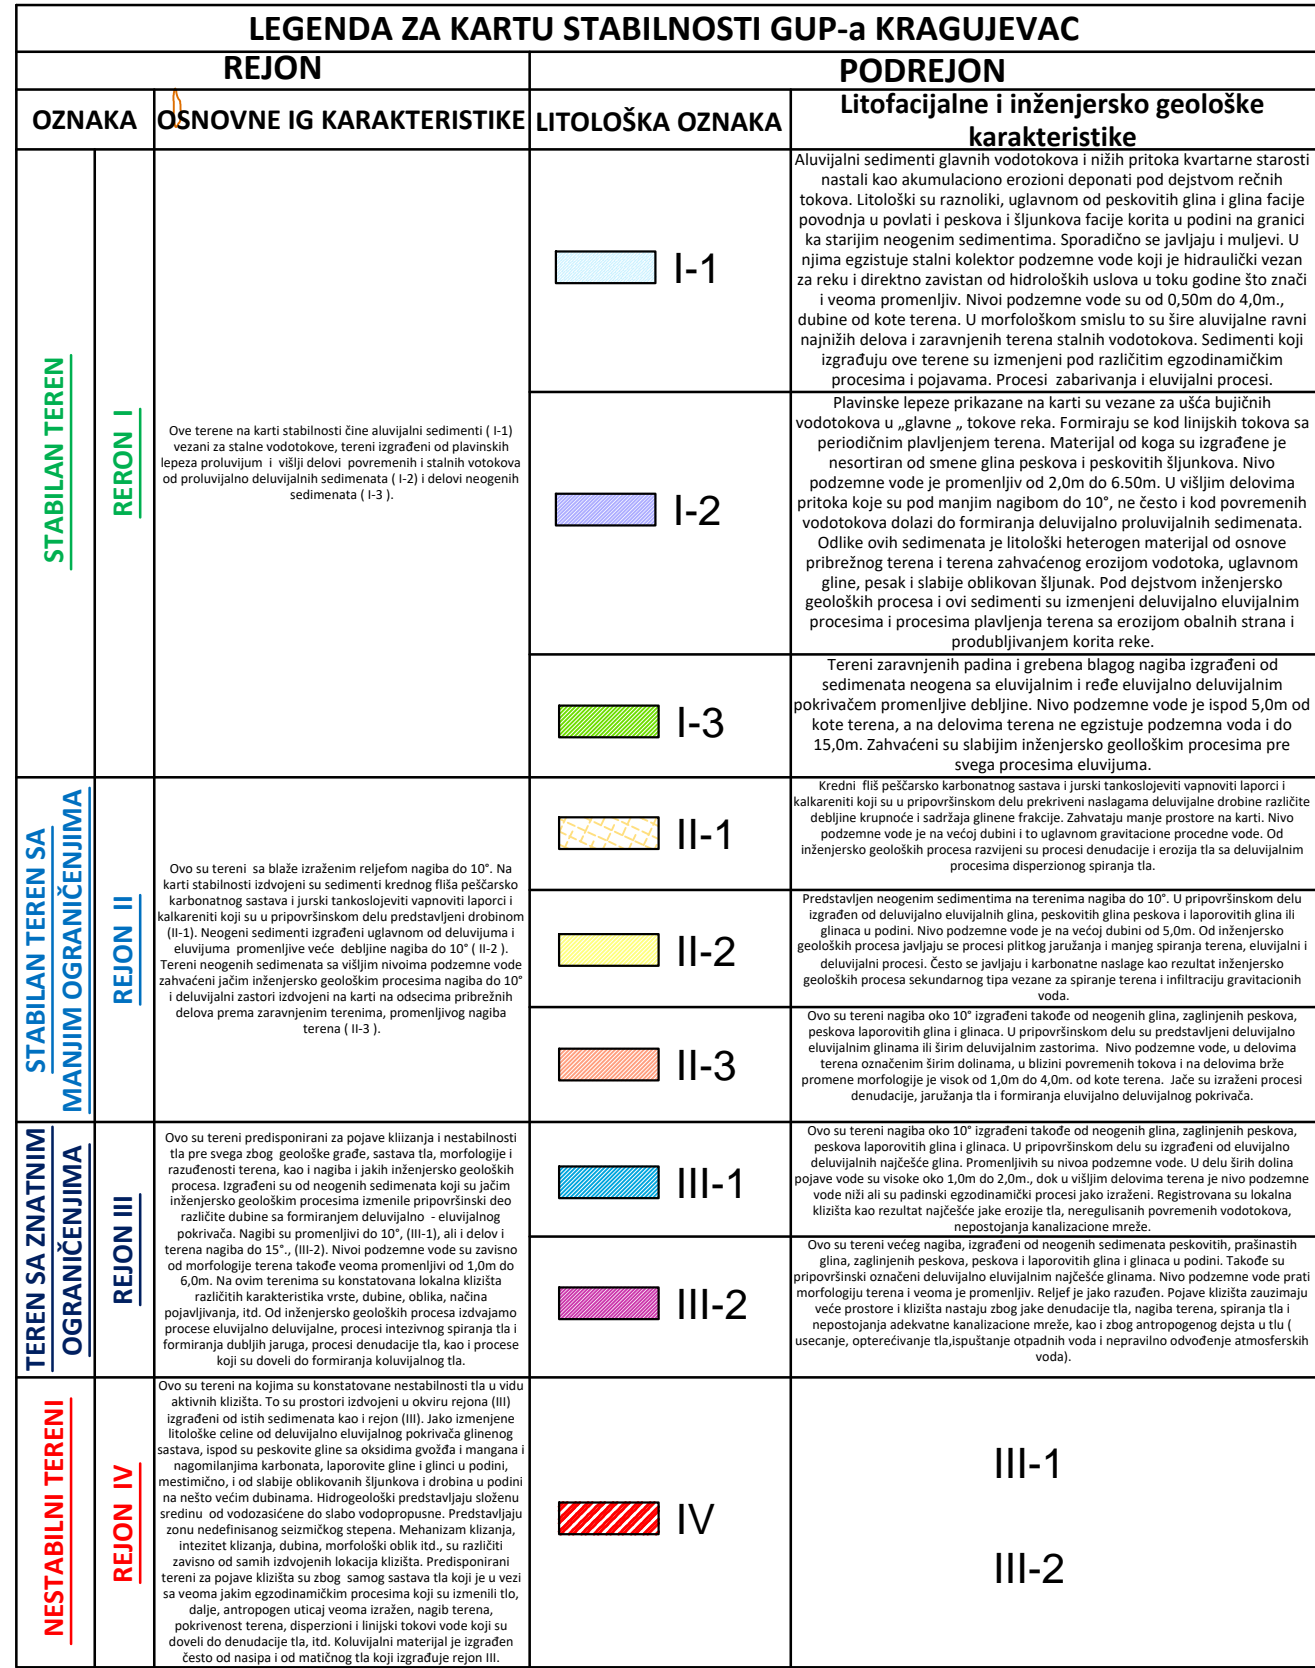 LEGENDA ZA KARTU STABILNOSTI GUP-a KRAGUJEVAC
REJON
PODREJON
OZNAKA
OSNOVNE IG KARAKTERISTIKE
LITOLOŠKA OZNAKA
Litofacijalne i inženjersko geološke
karakteristike
STABILAN TEREN
RERON I
Ove terene na karti stabilnosti čine aluvijalni sedimenti ( I-1)
vezani za stalne vodotokove, tereni izgrađeni od plavinskih
lepeza proluvijum i višlji delovi povremenih i stalnih votokova
od proluvijalno deluvijalnih sedimenata ( I-2) i delovi neogenih
sedimenata ( I-3 ).
I-1
Aluvijalni sedimenti glavnih vodotokova i nižih pritoka kvartarne starosti
nastali kao akumulaciono erozioni deponati pod dejstvom rečnih
tokova. Litološki su raznoliki, uglavnom od peskovitih glina i glina facije
povodnja u povlati i peskova i šljunkova facije korita u podini na granici
ka starijim neogenim sedimentima. Sporadično se javljaju i muljevi. U
njima egzistuje stalni kolektor podzemne vode koji je hidraulički vezan
za reku i direktno zavistan od hidroloških uslova u toku godine što znači
i veoma promenljiv. Nivoi podzemne vode su od 0,50m do 4,0m.,
dubine od kote terena. U morfološkom smislu to su šire aluvijalne ravni
najnižih delova i zaravnjenih terena stalnih vodotokova. Sedimenti koji
izgrađuju ove terene su izmenjeni pod različitim egzodinamičkim
procesima i pojavama. Procesi zabarivanja i eluvijalni procesi.
I-2
Plavinske lepeze prikazane na karti su vezane za ušća bujičnih
vodotokova u „glavne „ tokove reka. Formiraju se kod linijskih tokova sa
periodičnim plavljenjem terena. Materijal od koga su izgrađene je
nesortiran od smene glina peskova i peskovitih šljunkova. Nivo
podzemne vode je promenljiv od 2,0m do 6.50m. U višljim delovima
pritoka koje su pod manjim nagibom do 10°, ne često i kod povremenih
vodotokova dolazi do formiranja deluvijalno proluvijalnih sedimenata.
Odlike ovih sedimenata je litološki heterogen materijal od osnove
pribrežnog terena i terena zahvaćenog erozijom vodotoka, uglavnom
gline, pesak i slabije oblikovan šljunak. Pod dejstvom inženjersko
geoloških procesa i ovi sedimenti su izmenjeni deluvijalno eluvijalnim
procesima i procesima plavljenja terena sa erozijom obalnih strana i
produbljivanjem korita reke.
I-3
Tereni zaravnjenih padina i grebena blagog nagiba izgrađeni od
sedimenata neogena sa eluvijalnim i ređe eluvijalno deluvijalnim
pokrivačem promenljive debljine. Nivo podzemne vode je ispod 5,0m od
kote terena, a na delovima terena ne egzistuje podzemna voda i do
15,0m. Zahvaćeni su slabijim inženjersko geolloškim procesima pre
svega procesima eluvijuma.
STABILAN TEREN SA
MANJIM OGRANIČENJIMA
REJON II
Ovo su tereni sa blaže izraženim reljefom nagiba do 10°. Na
karti stabilnosti izdvojeni su sedimenti krednog fliša peščarsko
karbonatnog sastava i jurski tankoslojeviti vapnoviti laporci i
kalkareniti koji su u pripovršinskom delu predstavljeni drobinom
(II-1). Neogeni sedimenti izgrađeni uglavnom od deluvijuma i
eluvijuma promenljive veće debljine nagiba do 10° ( II-2 ).
Tereni neogenih sedimenata sa višljim nivoima podzemne vode
zahvaćeni jačim inženjersko geološkim procesima nagiba do 10°
i deluvijalni zastori izdvojeni na karti na odsecima pribrežnih
delova prema zaravnjenim terenima, promenljivog nagiba
terena ( II-3 ).
II-1
Kredni fliš peščarsko karbonatnog sastava i jurski tankoslojeviti vapnoviti laporci i
kalkareniti koji su u pripovršinskom delu prekriveni naslagama deluvijalne drobine različite
debljine krupnoće i sadržaja glinene frakcije. Zahvataju manje prostore na karti. Nivo
podzemne vode je na većoj dubini i to uglavnom gravitacione procedne vode. Od
inženjersko geoloških procesa razvijeni su procesi denudacije i erozija tla sa deluvijalnim
procesima disperzionog spiranja tla.
II-2
Predstavljen neogenim sedimentima na terenima nagiba do 10°. U pripovršinskom delu
izgrađen od deluvijalno eluvijalnih glina, peskovitih glina peskova i laporovitih glina ili
glinaca u podini. Nivo podzemne vode je na većoj dubini od 5,0m. Od inženjersko
geoloških procesa javljaju se procesi plitkog jaružanja i manjeg spiranja terena, eluvijalni i
deluvijalni procesi. Često se javljaju i karbonatne naslage kao rezultat inženjersko
geoloških procesa sekundarnog tipa vezane za spiranje terena i infiltraciju gravitacionih
voda.
II-3
Ovo su tereni nagiba oko 10° izgrađeni takođe od neogenih glina, zaglinjenih peskova,
peskova laporovitih glina i glinaca. U pripovršinskom delu su predstavljeni deluvijalno
eluvijalnim glinama ili širim deluvijalnim zastorima. Nivo podzemne vode, u delovima
terena označenim širim dolinama, u blizini povremenih tokova i na delovima brže
promene morfologije je visok od 1,0m do 4,0m. od kote terena. Jače su izraženi procesi
denudacije, jaružanja tla i formiranja eluvijalno deluvijalnog pokrivača.
TEREN SA ZNATNIM
OGRANIČENJIMA
REJON III
Ovo su tereni predisponirani za pojave kliizanja i nestabilnosti
tla pre svega zbog geološke građe, sastava tla, morfologije i
razuđenosti terena, kao i nagiba i jakih inženjersko geoloških
procesa. Izgrađeni su od neogenih sedimenata koji su jačim
inženjersko geološkim procesima izmenile pripovršinski deo
različite dubine sa formiranjem deluvijalno - eluvijalnog
pokrivača. Nagibi su promenljivi do 10°, (III-1), ali i delov i
terena nagiba do 15°., (III-2). Nivoi podzemne vode su zavisno
od morfologije terena takođe veoma promenljivi od 1,0m do
6,0m. Na ovim terenima su konstatovana lokalna klizišta
različitih karakteristika vrste, dubine, oblika, načina
pojavljivanja, itd. Od inženjersko geoloških procesa izdvajamo
procese eluvijalno deluvijalne, procesi intezivnog spiranja tla i
formiranja dubljih jaruga, procesi denudacije tla, kao i procese
koji su doveli do formiranja koluvijalnog tla.
III-1
Ovo su tereni nagiba oko 10° izgrađeni takođe od neogenih glina, zaglinjenih peskova,
peskova laporovitih glina i glinaca. U pripovršinskom delu su izgrađeni od eluvijalno
deluvijalnih najčešće glina. Promenljivih su nivoa podzemne vode. U delu širih dolina
pojave vode su visoke oko 1,0m do 2,0m., dok u višljim delovima terena je nivo podzemne
vode niži ali su padinski egzodinamički procesi jako izraženi. Registrovana su lokalna
klizišta kao rezultat najčešće jake erozije tla, neregulisanih povremenih vodotokova,
nepostojanja kanalizacione mreže.
III-2
Ovo su tereni većeg nagiba, izgrađeni od neogenih sedimenata peskovitih, prašinastih
glina, zaglinjenih peskova, peskova i laporovitih glina i glinaca u podini. Takođe su
pripovršinski označeni deluvijalno eluvijalnim najčešće glinama. Nivo podzemne vode prati
morfologiju terena i veoma je promenljiv. Reljef je jako razuđen. Pojave klizišta zauzimaju
veće prostore i klizišta nastaju zbog jake denudacije tla, nagiba terena, spiranja tla i
nepostojanja adekvatne kanalizacione mreže, kao i zbog antropogenog dejsta u tlu (
usecanje, opterećivanje tla,ispuštanje otpadnih voda i nepravilno odvođenje atmosferskih
voda).
NESTABILNI TERENI
REJON IV
Ovo su tereni na kojima su konstatovane nestabilnosti tla u vidu
aktivnih klizišta. To su prostori izdvojeni u okviru rejona (III)
izgrađeni od istih sedimenata kao i rejon (III). Jako izmenjene
litološke celine od deluvijalno eluvijalnog pokrivača glinenog
sastava, ispod su peskovite gline sa oksidima gvožđa i mangana i
nagomilanjima karbonata, laporovite gline i glinci u podini,
mestimično, i od slabije oblikovanih šljunkova i drobina u podini
na nešto većim dubinama. Hidrogeološki predstavljaju složenu
sredinu od vodozasićene do slabo vodopropusne. Predstavljaju
zonu nedefinisanog seizmičkog stepena. Mehanizam klizanja,
intezitet klizanja, dubina, morfološki oblik itd., su različiti
zavisno od samih izdvojenih lokacija klizišta. Predisponirani
tereni za pojave klizišta su zbog samog sastava tla koji je u vezi
sa veoma jakim egzodinamičkim procesima koji su izmenili tlo,
dalje, antropogen uticaj veoma izražen, nagib terena,
pokrivenost terena, disperzioni i linijski tokovi vode koji su
doveli do denudacije tla, itd. Koluvijalni materijal je izgrađen
često od nasipa i od matičnog tla koji izgrađuje rejon III.
IV
III-1
III-2